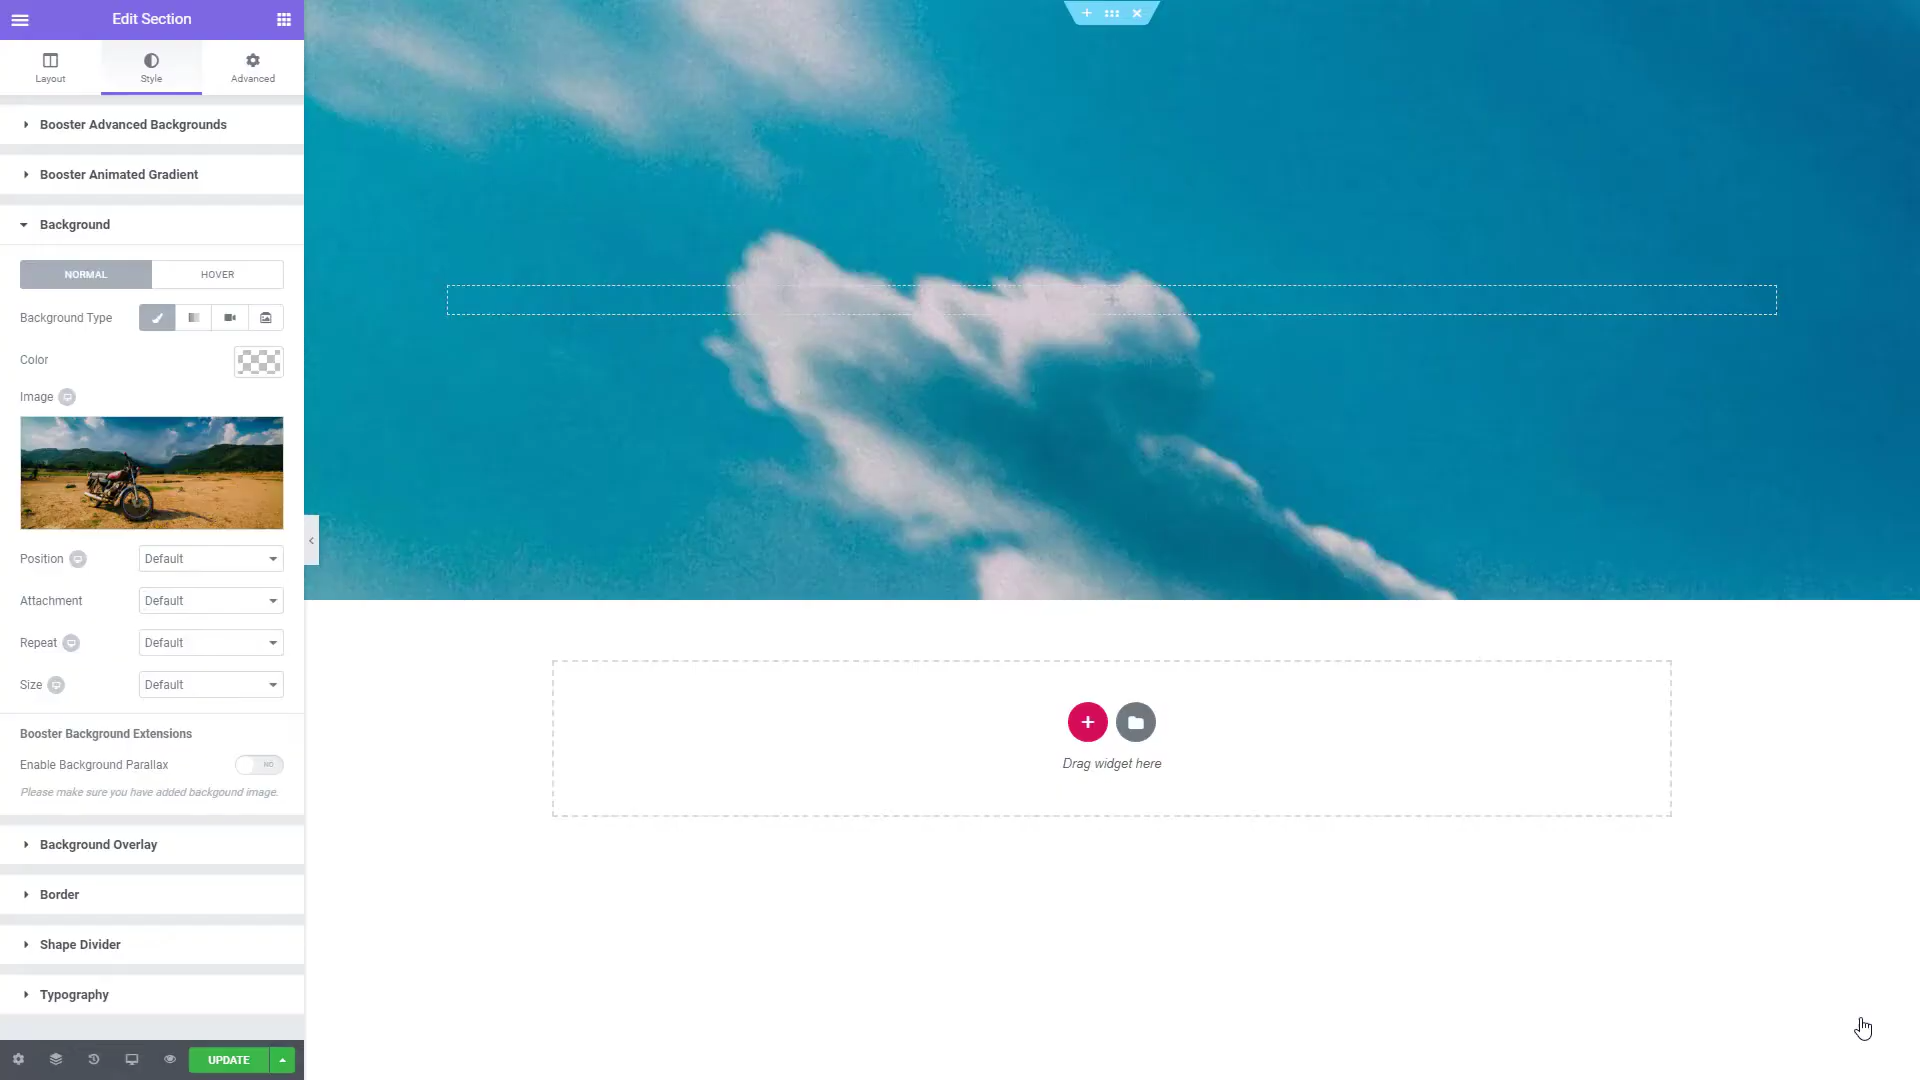 Edit Section
Layout
Style
Advanced
Booster Advanced Backgrounds
Booster Animated Gradient
Background
NORMAL
HOVER
Background Type
Color
Image
Position
Default
Attachment
Default
Repeat
Default
Size
Default
Booster Background Extensions
Enable Background Parallax
NO
Please make sure you have added backgound image.
Background Overlay
Border
Shape Divider
Typography
UPDATE
Drag widget here